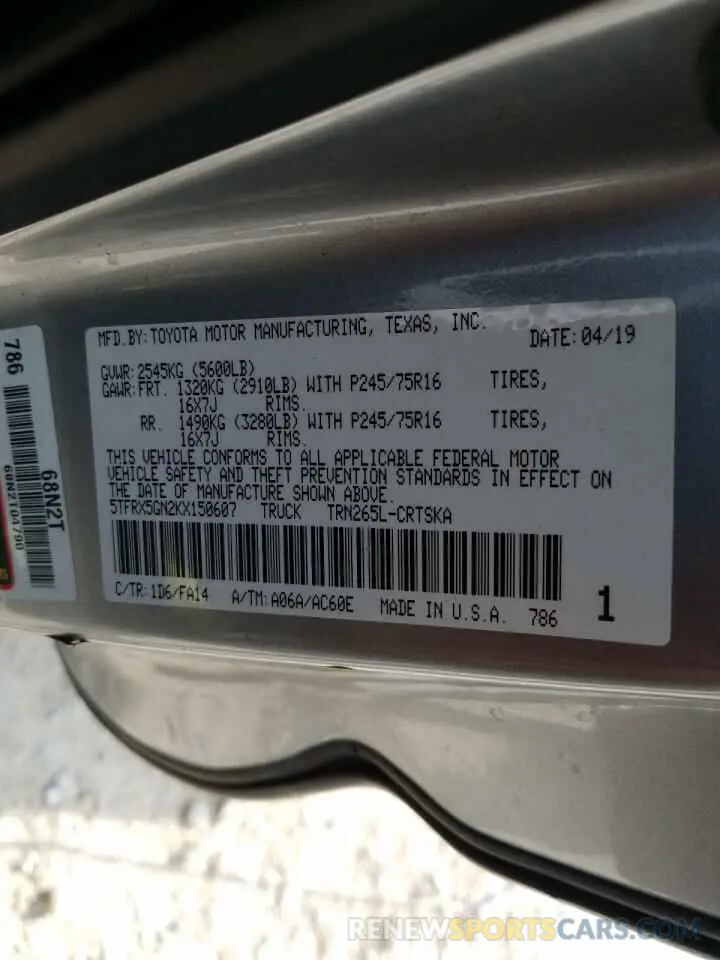 MFD.BY:TOYOTA MOTOR MANUFACTURING, TEXAS, INC.
DATE:04/19
GVWR:2545KG (5600LB)
GAWR:FRT. 1320KG (2910LB) WITH P245/75R16 TIRES,
16X7J RIMS.
RR. 1490KG (3280LB) WITH P245/75R16 TIRES,
16X7J RIMS.
THIS VEHICLE CONFORMS TO ALL APPLICABLE FEDERAL MOTOR
VEHICLE SAFETY AND THEFT PREVENTION STANDARDS IN EFFECT ON
THE DATE OF MANUFACTURE SHOWN ABOVE.
5TFRX5GN2KX150607 TRUCK TRN265L-CRTSKA
C/TR:1D6/FA14 A/TM:A06A/AC60E MADE IN U.S.A. 786
1
786
68N2T
68N2T04790
RENEWSPORTSCARS.COM